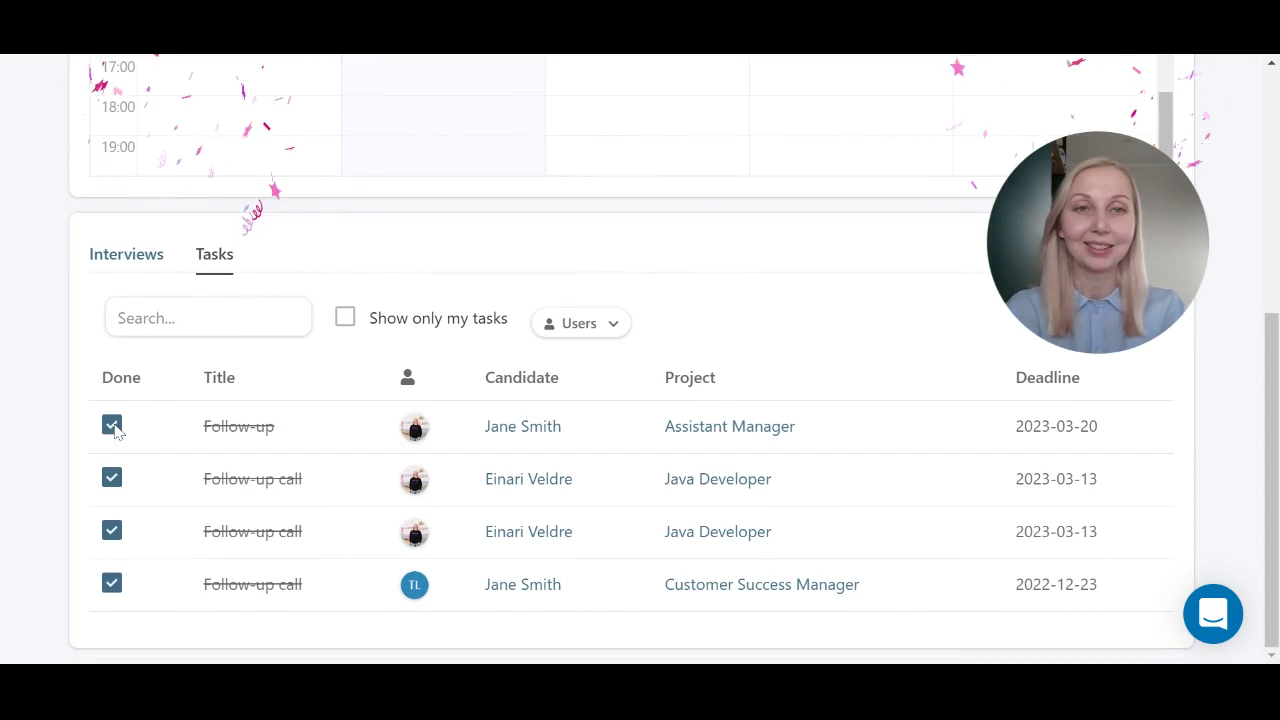 17:00
18:00
19:00
Interviews Tasks
Search... Show only my tasks Users
Done Title Candidate Project Deadline
Follow-up Jane Smith Assistant Manager 2023-03-20
Follow-up call Einari Veldre Java Developer 2023-03-13
Follow-up call Einari Veldre Java Developer 2023-03-13
Follow-up call TL Jane Smith Customer Success Manager 2022-12-23